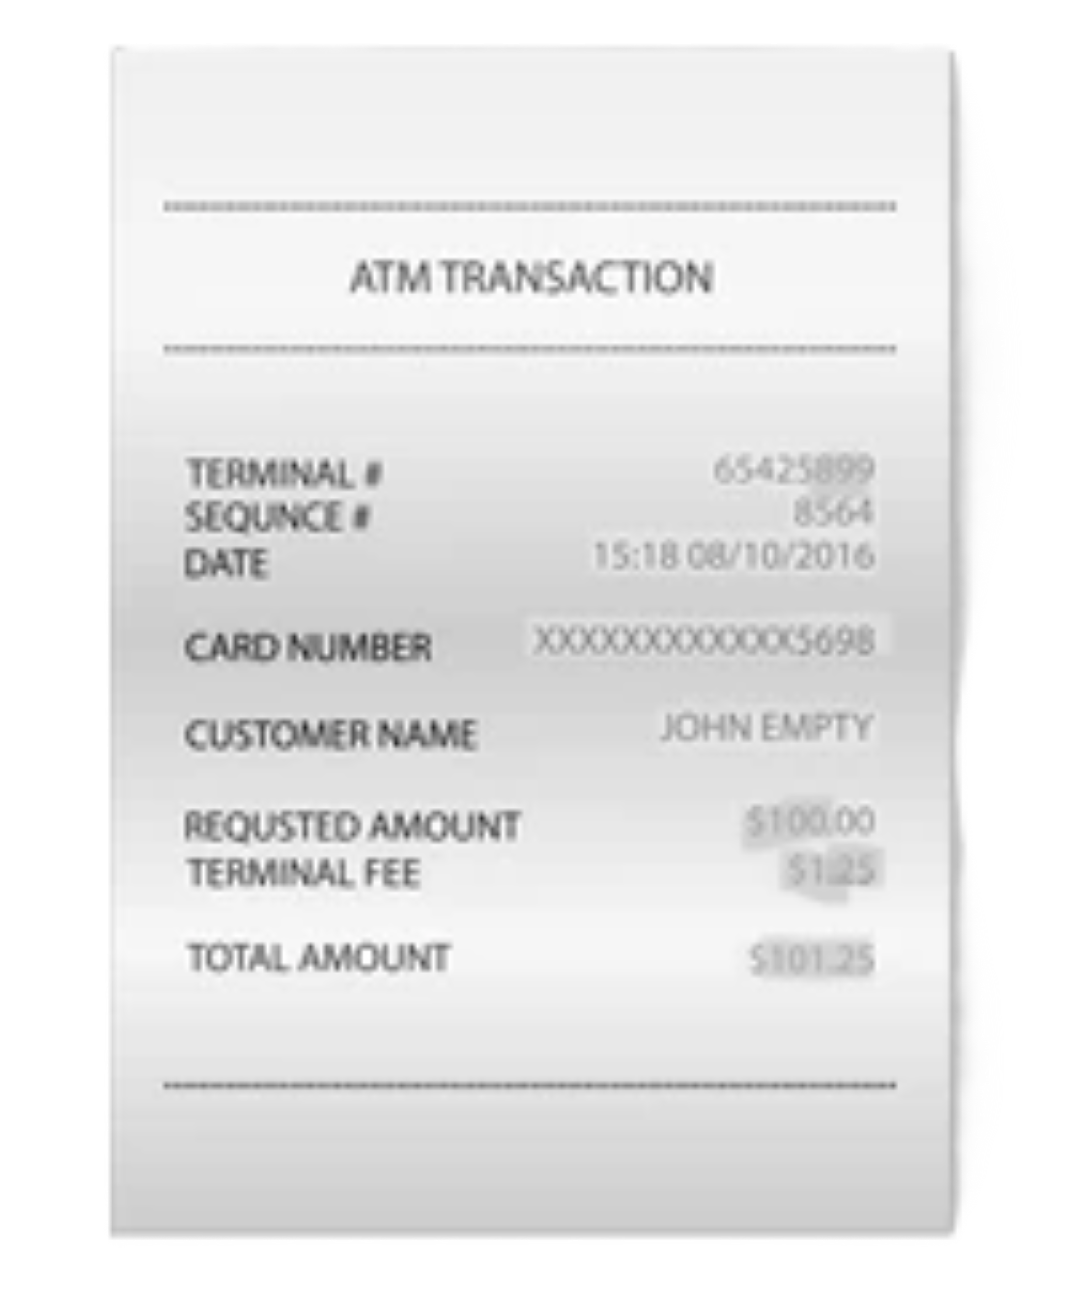 ATM TRANSACTION
TERMINAL # 65425899
SEQUNCE # 8564
DATE 15:18 08/10/2016
CARD NUMBER XXXXXXXXXXXX5698
CUSTOMER NAME JOHN EMPTY
REQUSTED AMOUNT $100.00
TERMINAL FEE $1.25
TOTAL AMOUNT $101.25